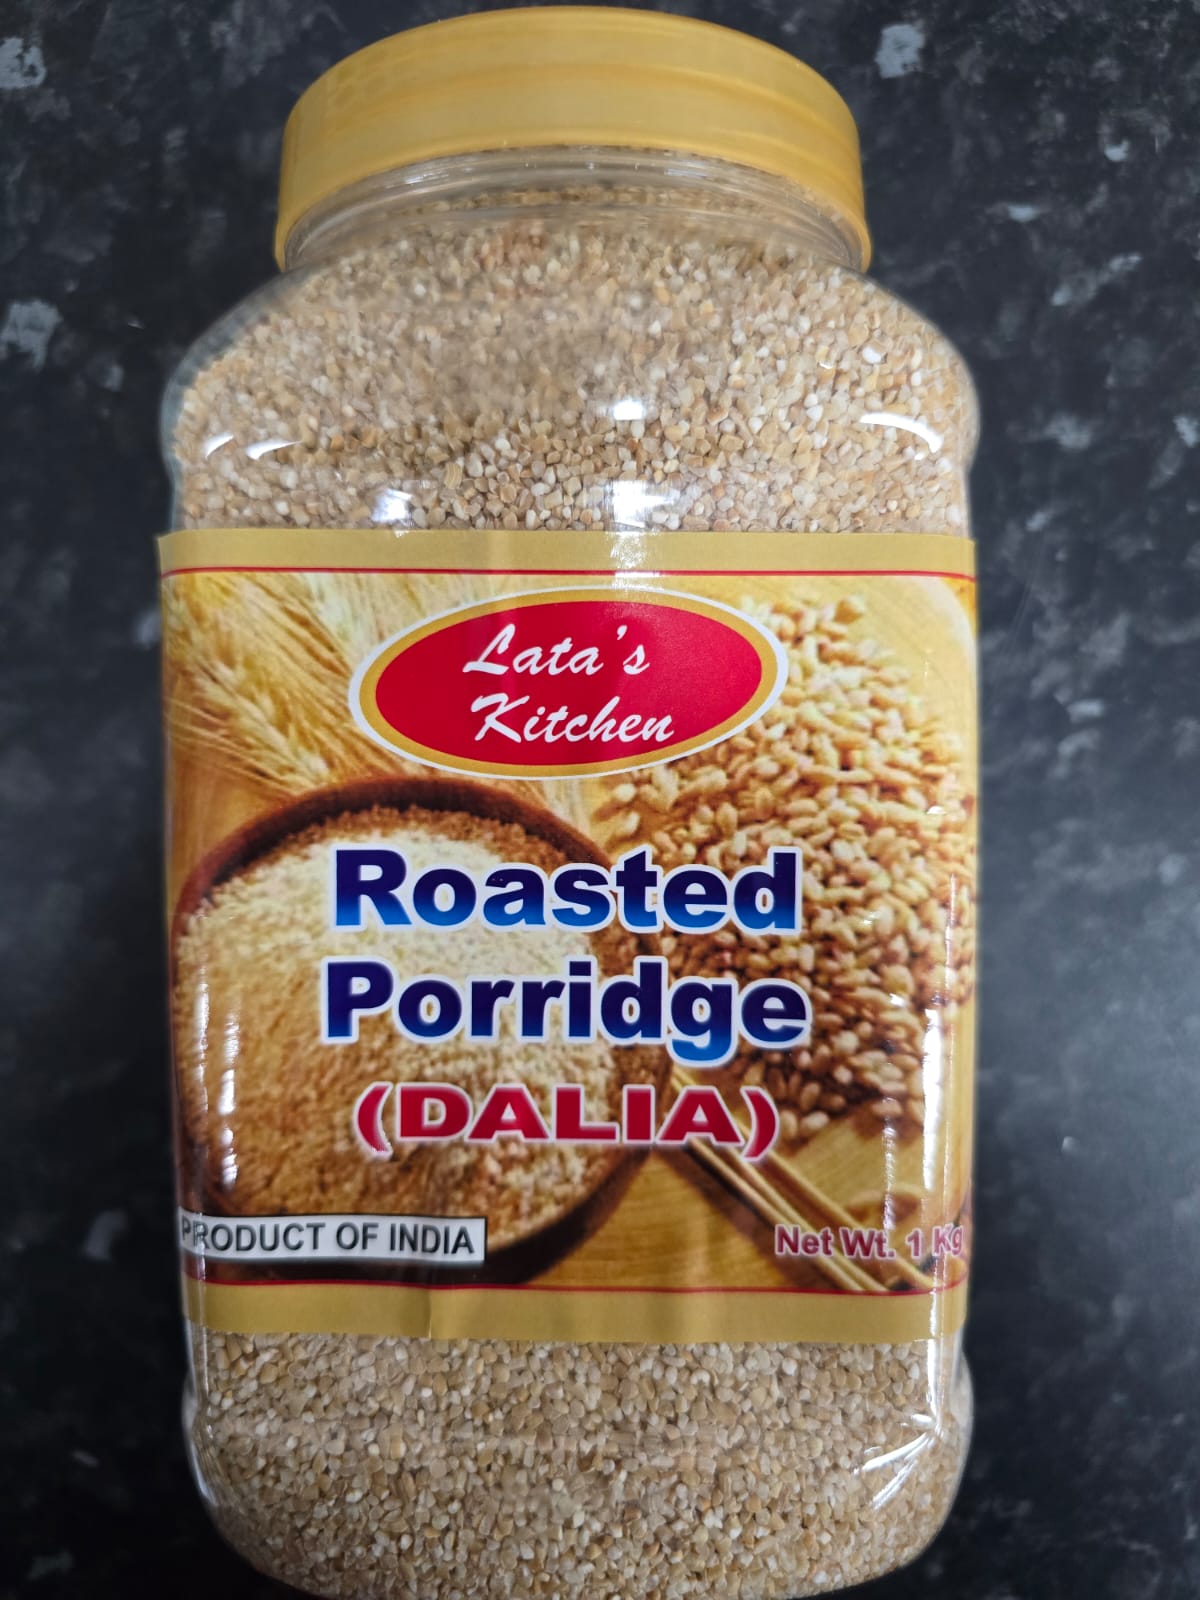 Lata's
Kitchen
Roasted
Porridge
(DALIA)
PRODUCT OF INDIA
Net Wt. 1 Kg